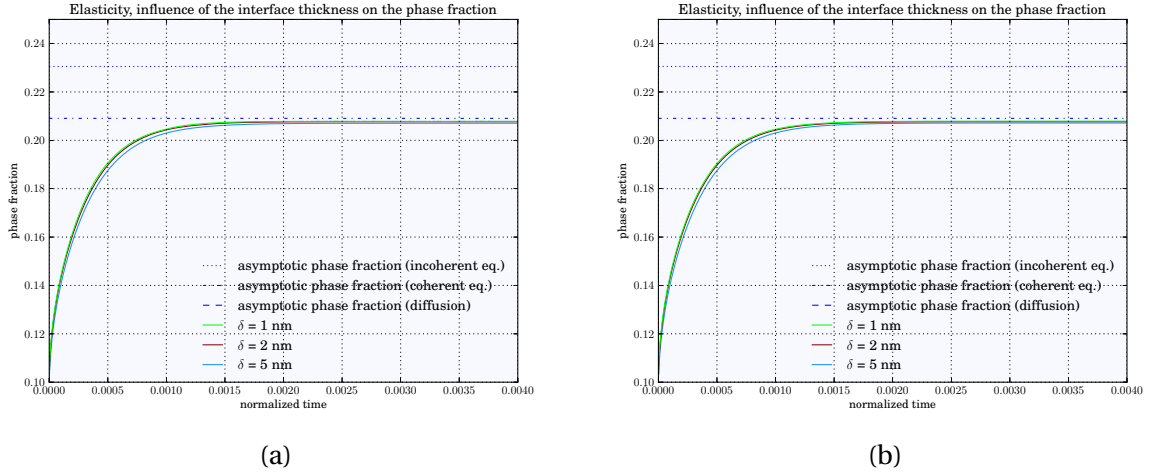 Elasticity, influence of the interface thickness on the phase fraction
0.24
0.22
0.20
0.18
0.16
0.14
0.12
0.10
phase fraction
asymptotic phase fraction (incoherent eq.)
asymptotic phase fraction (coherent eq.)
asymptotic phase fraction (diffusion)
δ = 1 nm
δ = 2 nm
δ = 5 nm
0.0000 0.0005 0.0010 0.0015 0.0020 0.0025 0.0030 0.0035 0.0040
normalized time
(a)
Elasticity, influence of the interface thickness on the phase fraction
0.24
0.22
0.20
0.18
0.16
0.14
0.12
0.10
phase fraction
asymptotic phase fraction (incoherent eq.)
asymptotic phase fraction (coherent eq.)
asymptotic phase fraction (diffusion)
δ = 1 nm
δ = 2 nm
δ = 5 nm
0.0000 0.0005 0.0010 0.0015 0.0020 0.0025 0.0030 0.0035 0.0040
normalized time
(b)